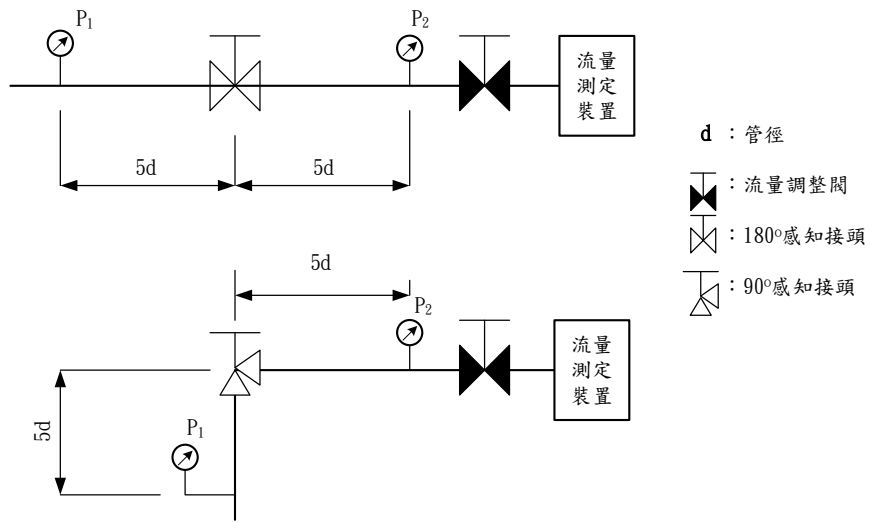 P₁
P₂
流量
測定
裝置
5d
5d
d ：管徑
：流量調整閥
：180°感知接頭
：90°感知接頭
5d
P₂
流量
測定
裝置
5d
P₁